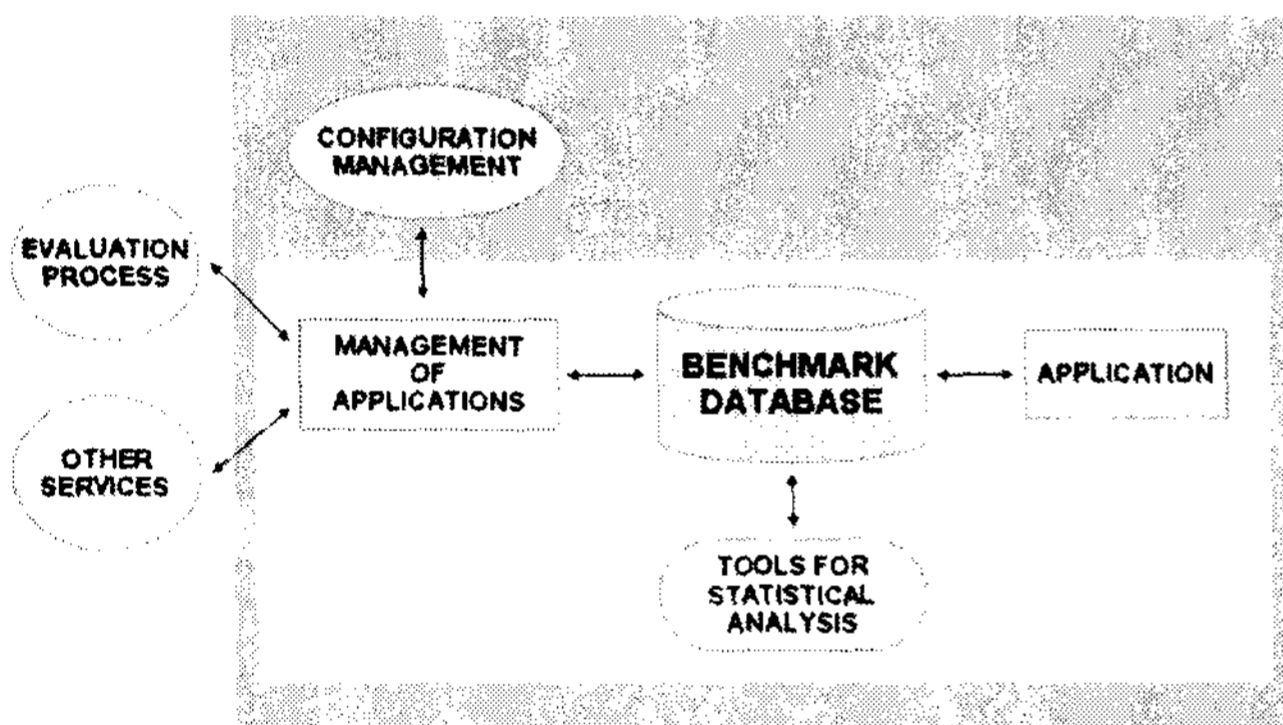 CONFIGURATION
MANAGEMENT
EVALUATION
PROCESS
MANAGEMENT
OF
APPLICATIONS
BENCHMARK
DATABASE
APPLICATION
OTHER
SERVICES
TOOLS FOR
STATISTICAL
ANALYSIS